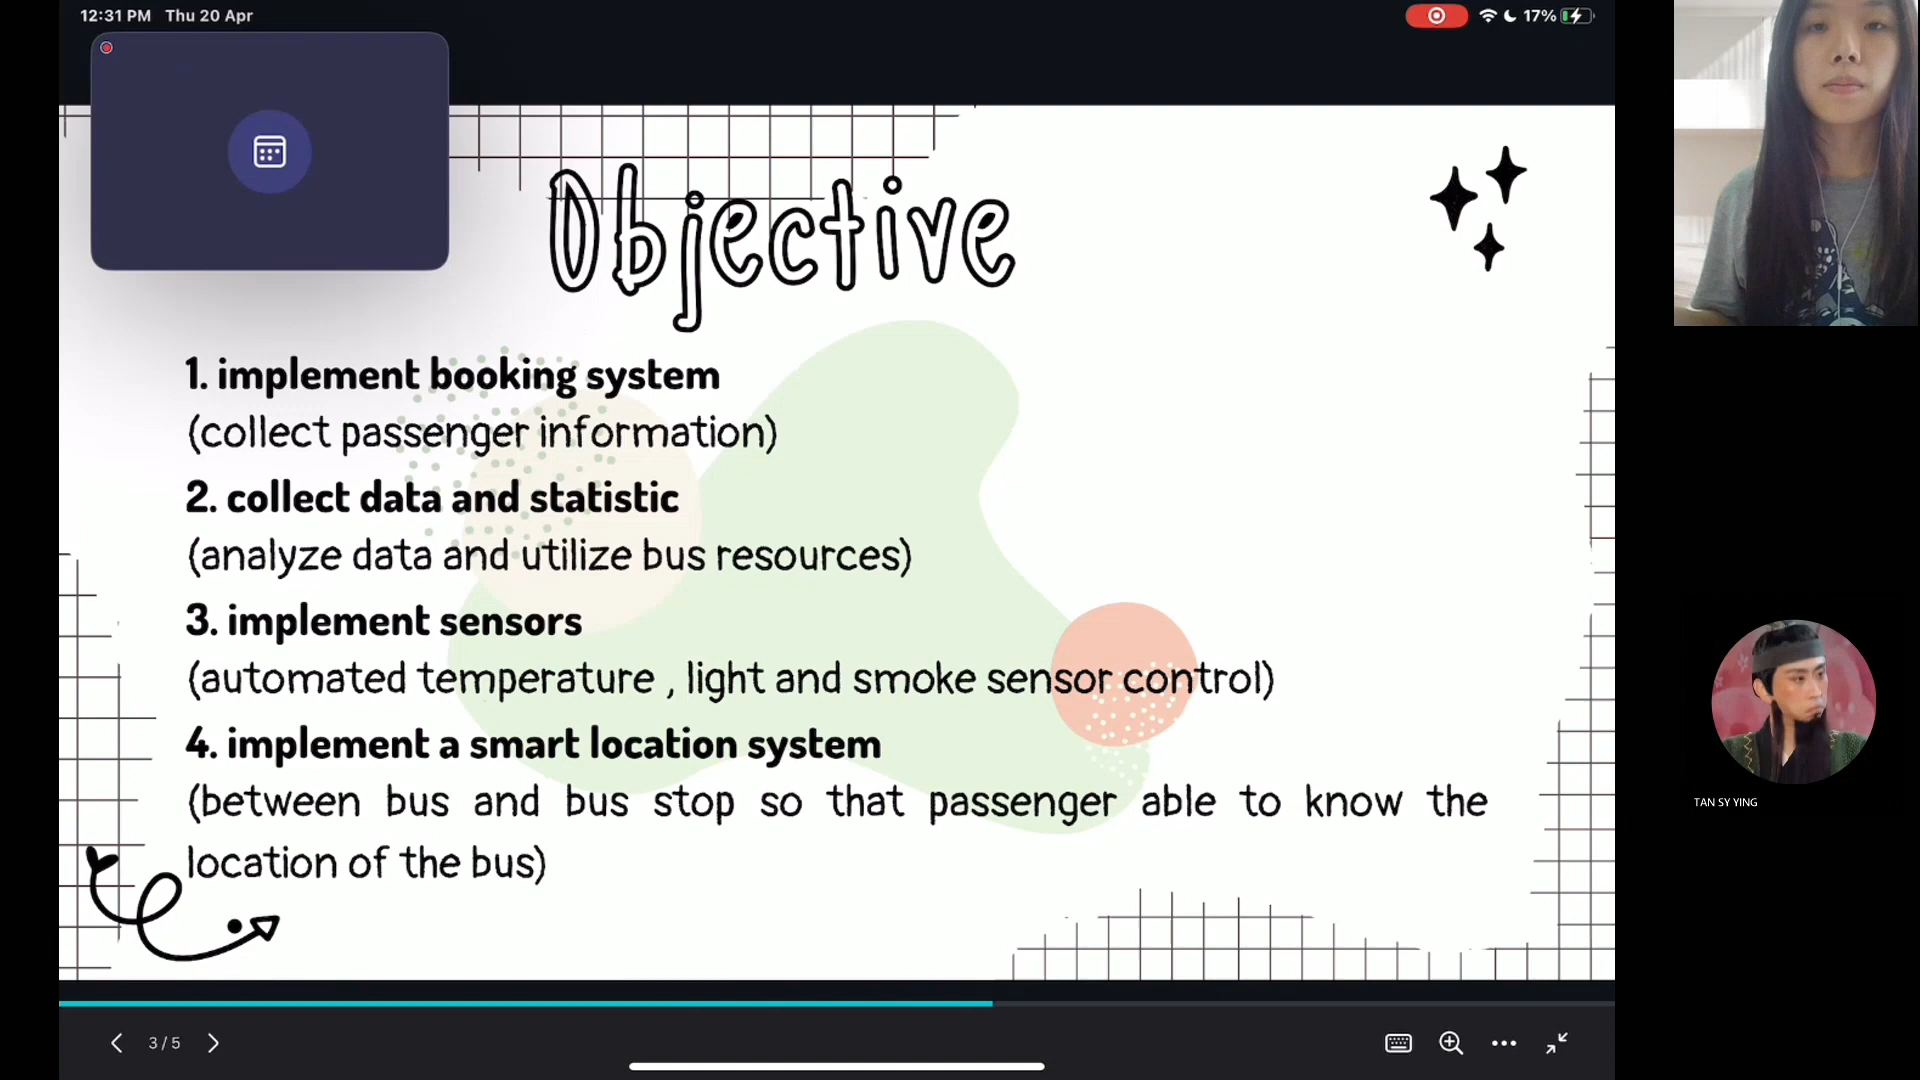 12:31 PM Thu 20 Apr
17%
Objective
1. implement booking system
(collect passenger information)
2. collect data and statistic
(analyze data and utilize bus resources)
3. implement sensors
(automated temperature , light and smoke sensor control)
4. implement a smart location system
(between bus and bus stop so that passenger able to know the
location of the bus)
TAN SY YING
3 / 5